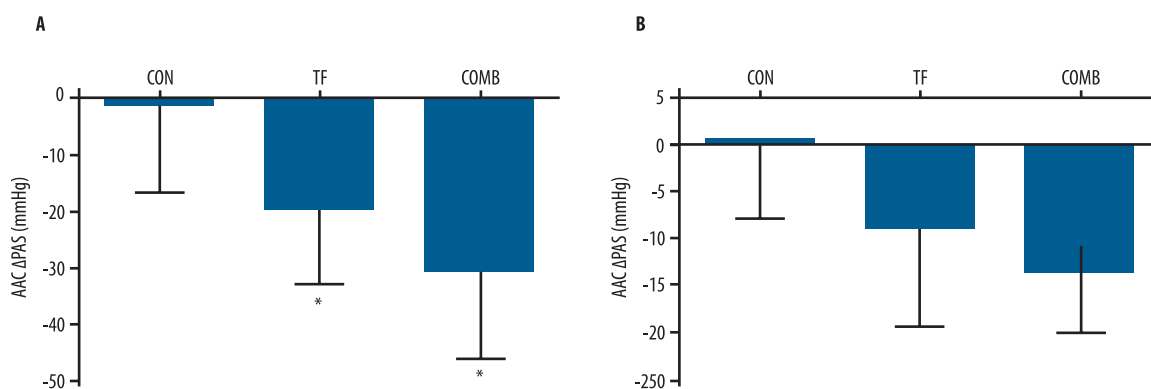 A
CON TF COMB
0
-10
-20
-30
-40
-50
AAC ΔPAS (mmHg)
*
*
B
CON TF COMB
5
0
-5
-10
-15
-20
-250
AAC ΔPAS (mmHg)